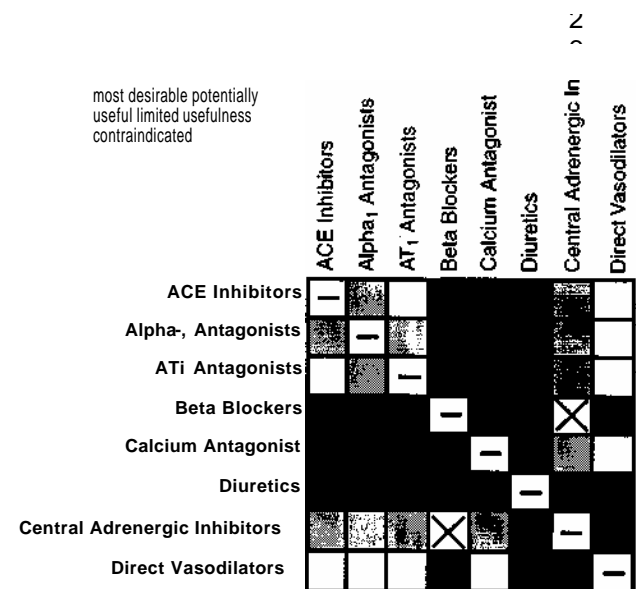 2
most desirable potentially
useful limited usefulness
contraindicated
ACE Inhibitors
Alpha₁ Antagonists
AT₁ Antagonists
Beta Blockers
Calcium Antagonist
Diuretics
Central Adrenergic In
Direct Vasodilators
ACE Inhibitors
Alpha-, Antagonists
ATi Antagonists
Beta Blockers
Calcium Antagonist
Diuretics
Central Adrenergic Inhibitors
Direct Vasodilators